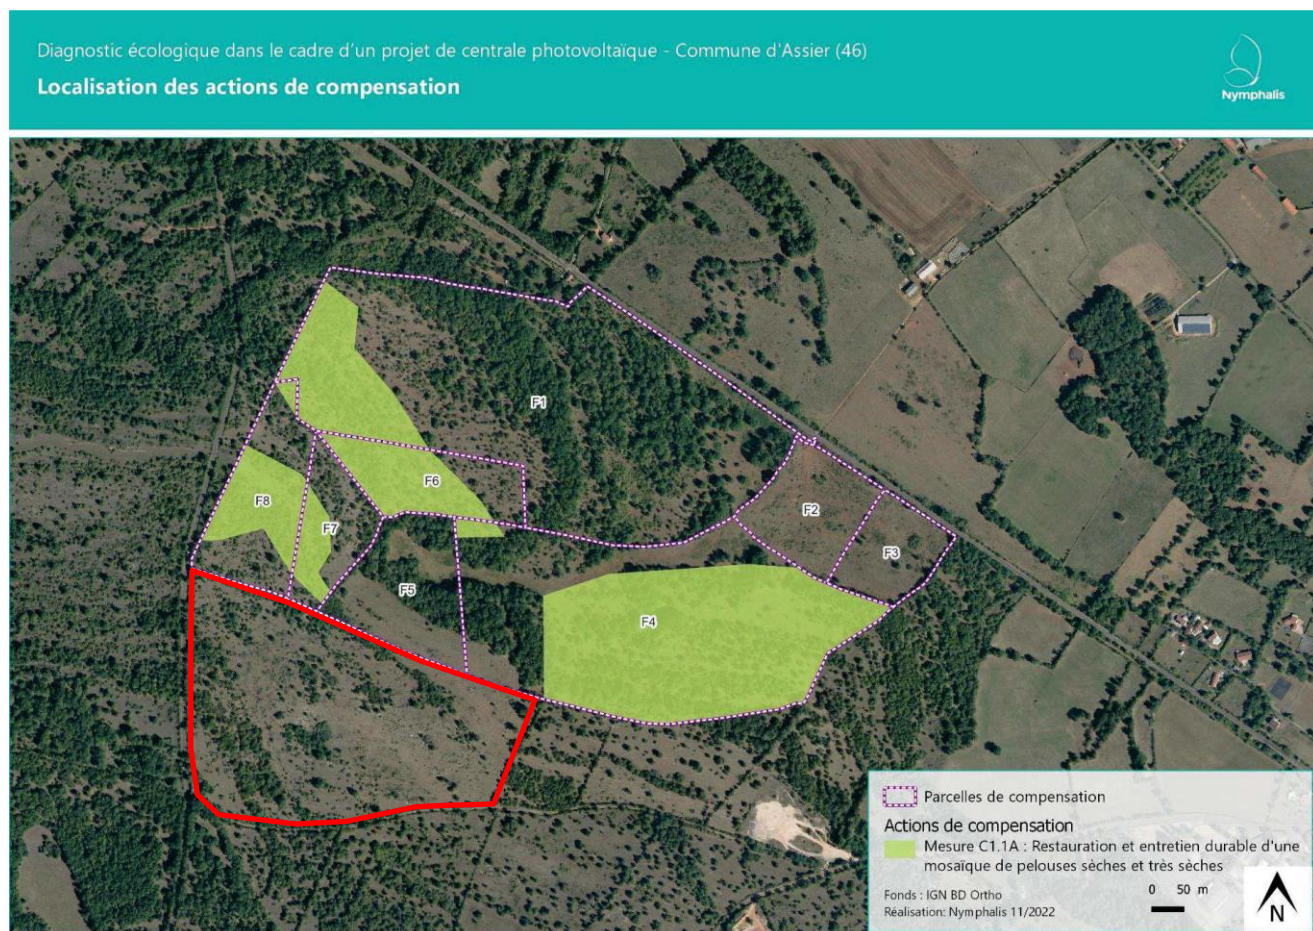 Diagnostic écologique dans le cadre d'un projet de centrale photovoltaïque - Commune d'Assier (46)
Localisation des actions de compensation
Nymphalis
F1
F6
F8
F2
F7
F3
F5
F4
Parcelles de compensation
Actions de compensation
Mesure C1.1A : Restauration et entretien durable d'une
mosaïque de pelouses sèches et très sèches
Fonds : IGN BD Ortho
Réalisation: Nymphalis 11/2022
0 50 m
N